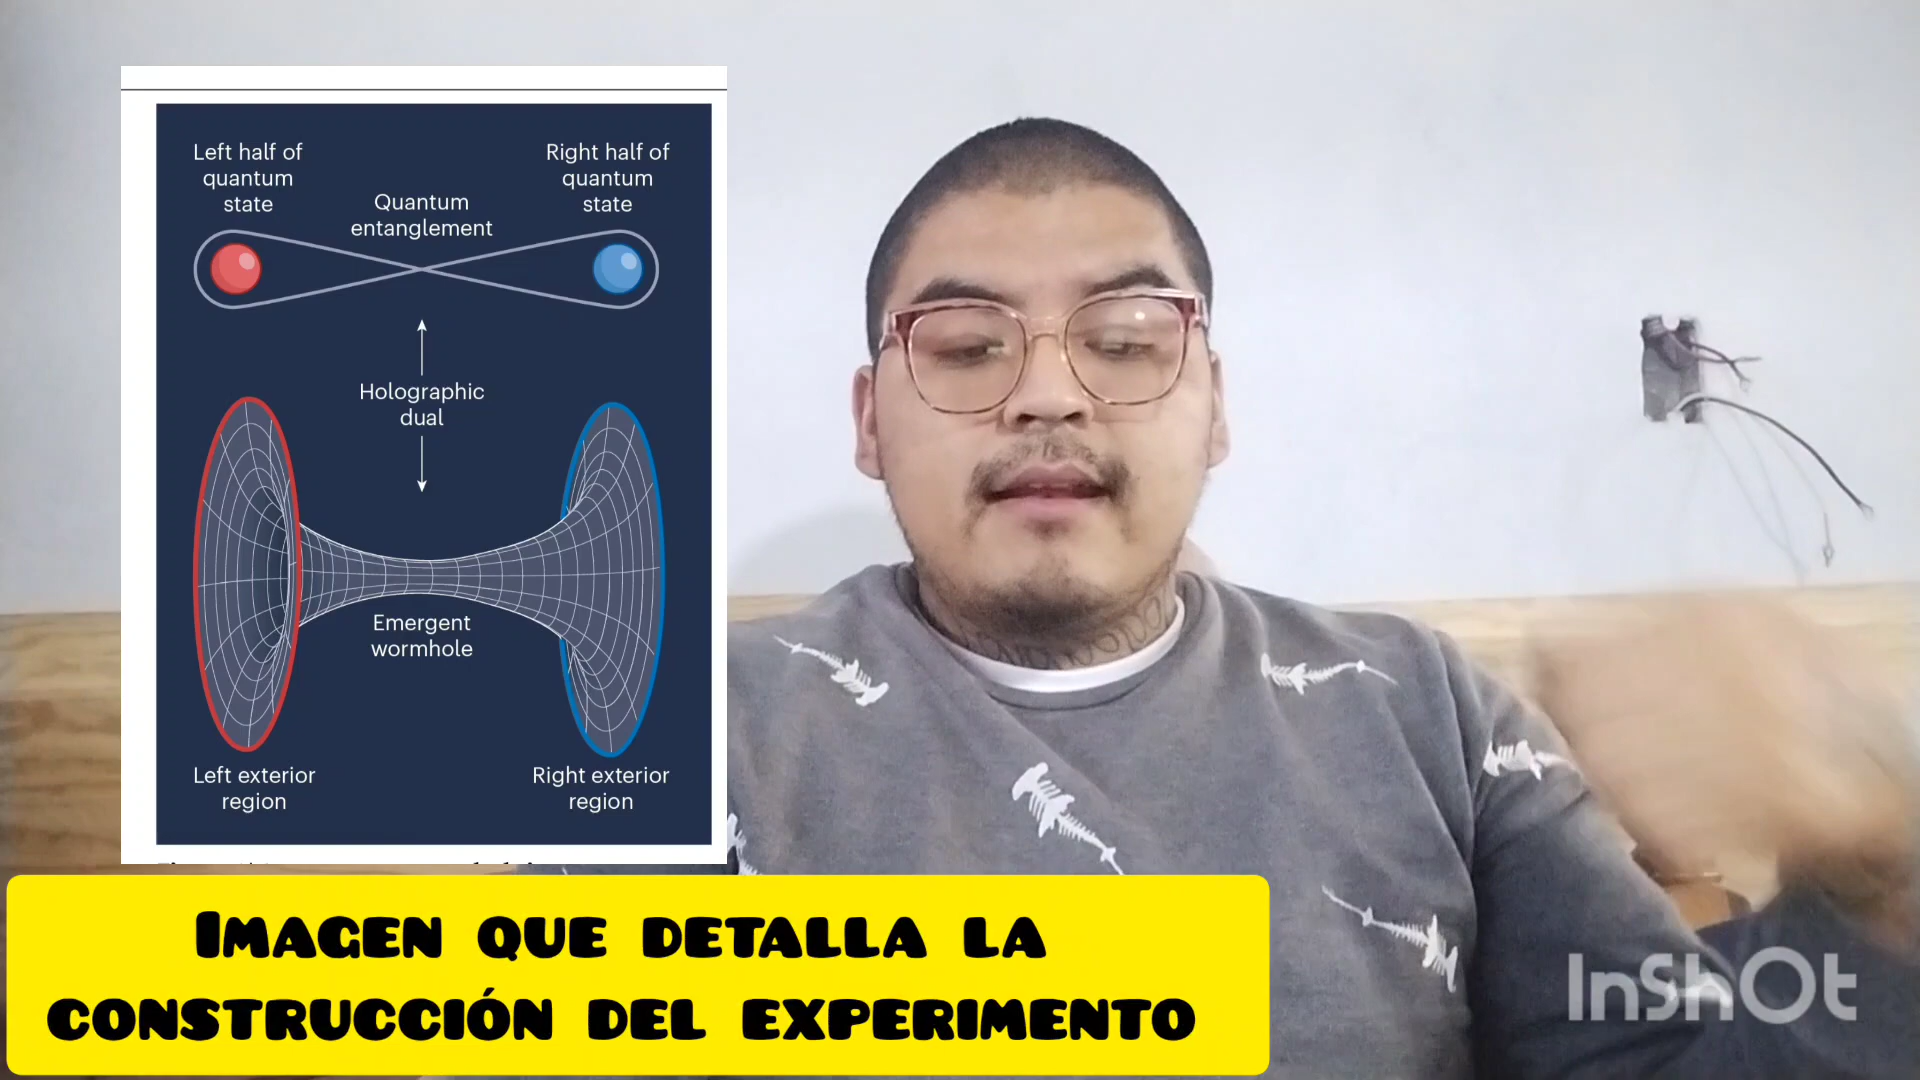 Left half of
quantum
state
Right half of
quantum
state
Quantum
entanglement
Holographic
dual
Emergent
wormhole
Left exterior
region
Right exterior
region
Imagen que detalla la
construcción del experimento
InShOt